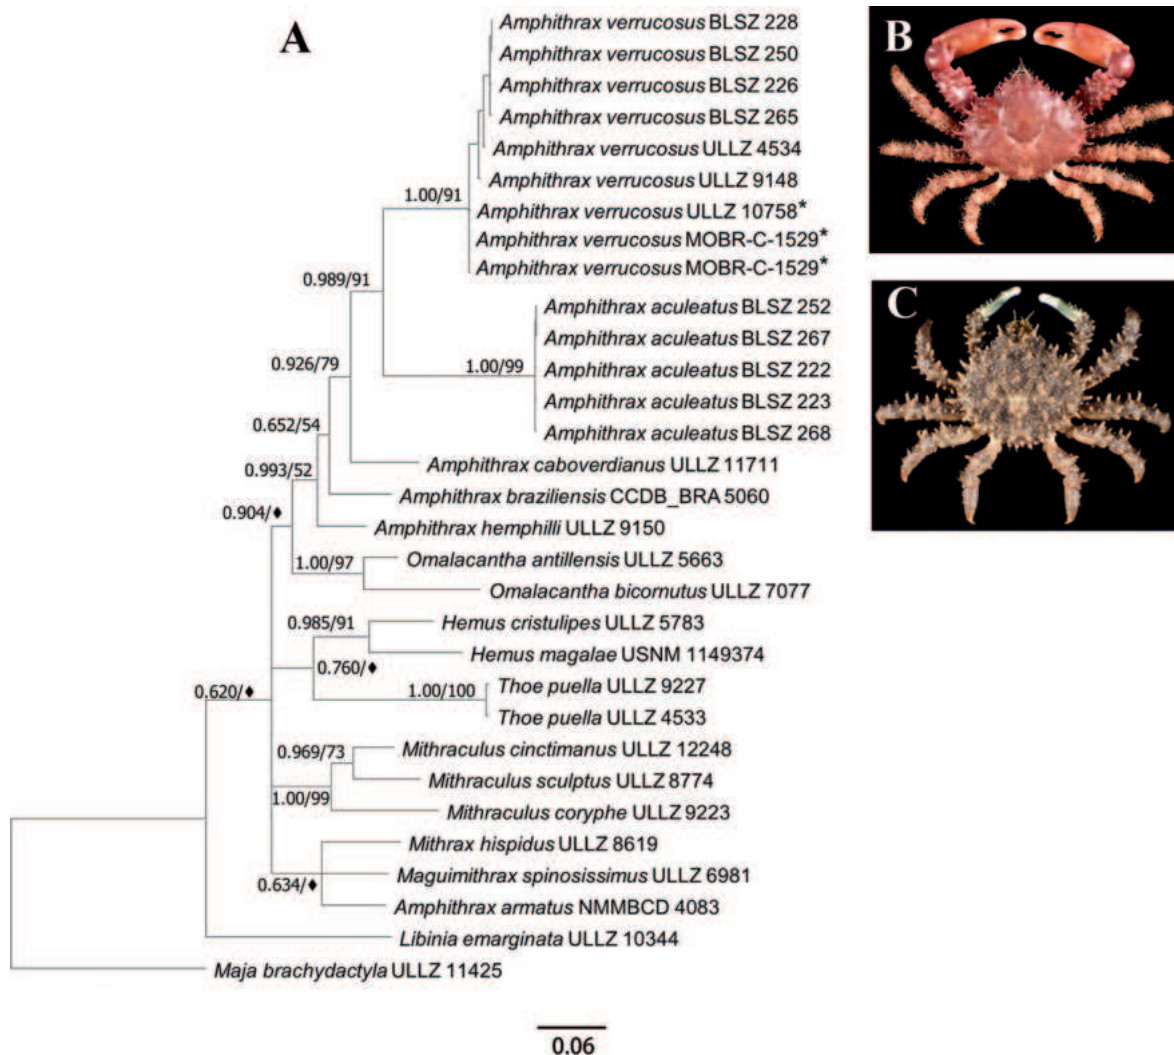 A
Amphithrax verrucosus BLSZ 228
Amphithrax verrucosus BLSZ 250
Amphithrax verrucosus BLSZ 226
Amphithrax verrucosus BLSZ 265
Amphithrax verrucosus ULLZ 4534
Amphithrax verrucosus ULLZ 9148
1.00/91
Amphithrax verrucosus ULLZ 10758*
Amphithrax verrucosus MOBR-C-1529*
Amphithrax verrucosus MOBR-C-1529*
0.989/91
Amphithrax aculeatus BLSZ 252
Amphithrax aculeatus BLSZ 267
0.926/79
1.00/99
Amphithrax aculeatus BLSZ 222
Amphithrax aculeatus BLSZ 223
0.652/54
Amphithrax aculeatus BLSZ 268
Amphithrax caboverdianus ULLZ 11711
0.993/52
Amphithrax braziliensis CCDB_BRA 5060
0.904/♦
Amphithrax hemphilli ULLZ 9150
1.00/97
Omalacantha antillensis ULLZ 5663
Omalacantha bicornutus ULLZ 7077
0.985/91
Hemus cristulipes ULLZ 5783
Hemus magalae USNM 1149374
0.760/♦
0.620/♦
1.00/100
Thoe puella ULLZ 9227
Thoe puella ULLZ 4533
0.969/73
Mithraculus cinctimanus ULLZ 12248
Mithraculus sculptus ULLZ 8774
1.00/99
Mithraculus coryphe ULLZ 9223
Mithrax hispidus ULLZ 8619
Maguimithrax spinosissimus ULLZ 6981
0.634/♦
Amphithrax armatus NMMBCD 4083
Libinia emarginata ULLZ 10344
Maja brachydactyla ULLZ 11425
0.06
B
C